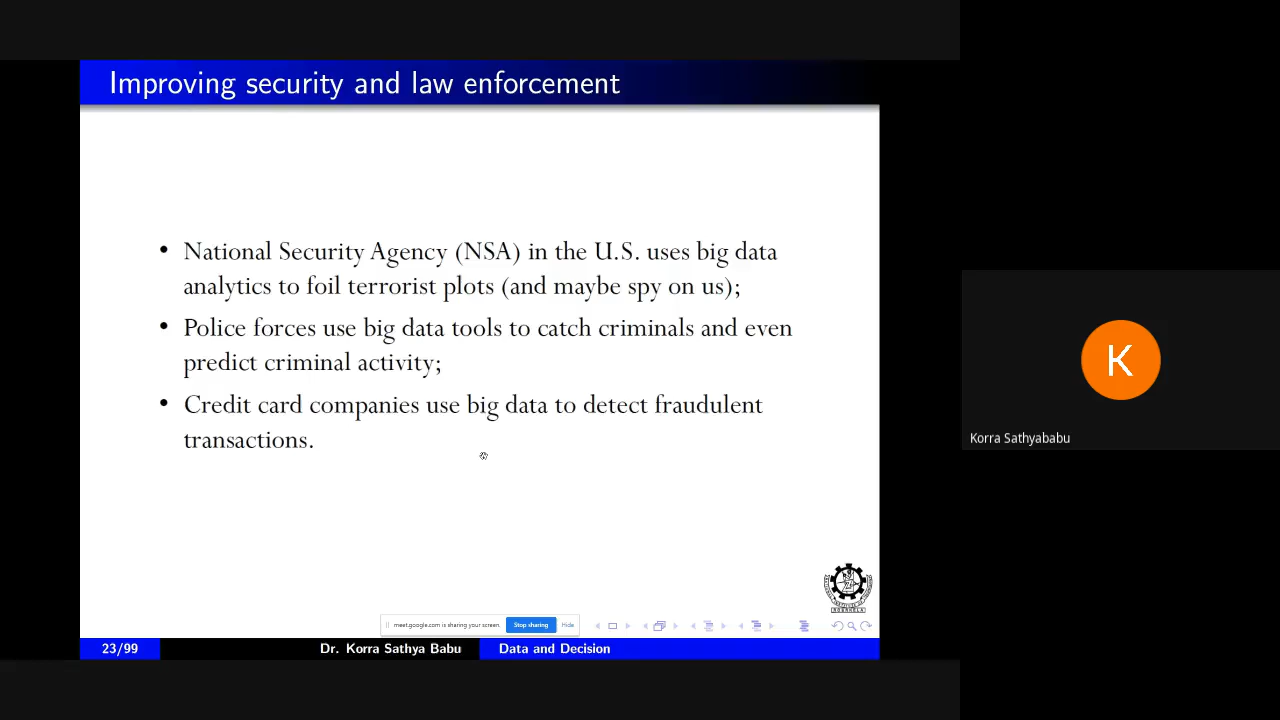 Improving security and law enforcement
• National Security Agency (NSA) in the U.S. uses big data
analytics to foil terrorist plots (and maybe spy on us);
• Police forces use big data tools to catch criminals and even
predict criminal activity;
• Credit card companies use big data to detect fraudulent
transactions.
K
Korra Sathyababu
meet.google.com is sharing your screen. Stop sharing Hide
23/99 Dr. Korra Sathya Babu Data and Decision